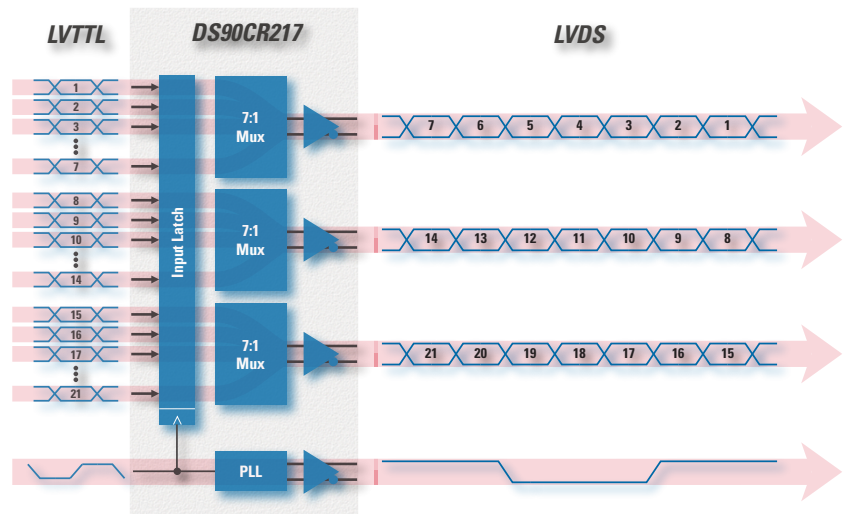 LVTTL DS90CR217 LVDS
1
2
3
7
7:1
Mux
7 6 5 4 3 2 1
8
9
10
14
Input Latch
7:1
Mux
14 13 12 11 10 9 8
15
16
17
21
7:1
Mux
21 20 19 18 17 16 15
PLL